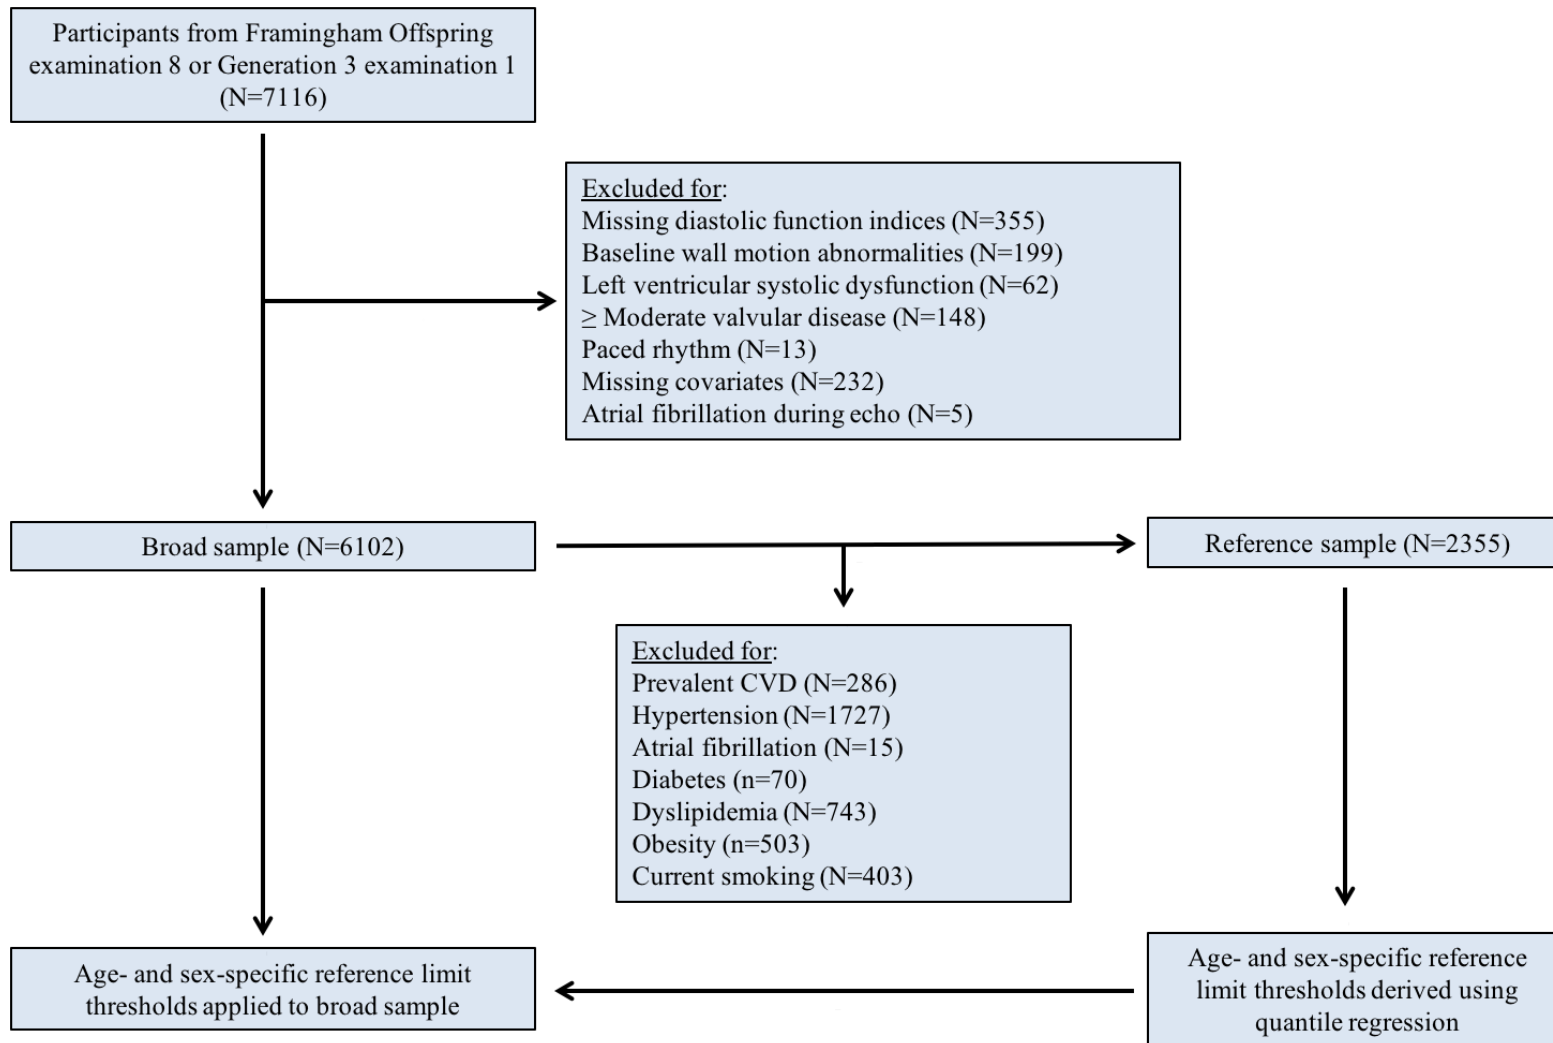 Participants from Framingham Offspring
examination 8 or Generation 3 examination 1
(N=7116)
Excluded for:
Missing diastolic function indices (N=355)
Baseline wall motion abnormalities (N=199)
Left ventricular systolic dysfunction (N=62)
≥ Moderate valvular disease (N=148)
Paced rhythm (N=13)
Missing covariates (N=232)
Atrial fibrillation during echo (N=5)
Broad sample (N=6102)
Reference sample (N=2355)
Excluded for:
Prevalent CVD (N=286)
Hypertension (N=1727)
Atrial fibrillation (N=15)
Diabetes (n=70)
Dyslipidemia (N=743)
Obesity (n=503)
Current smoking (N=403)
Age- and sex-specific reference limit
thresholds applied to broad sample
Age- and sex-specific reference
limit thresholds derived using
quantile regression